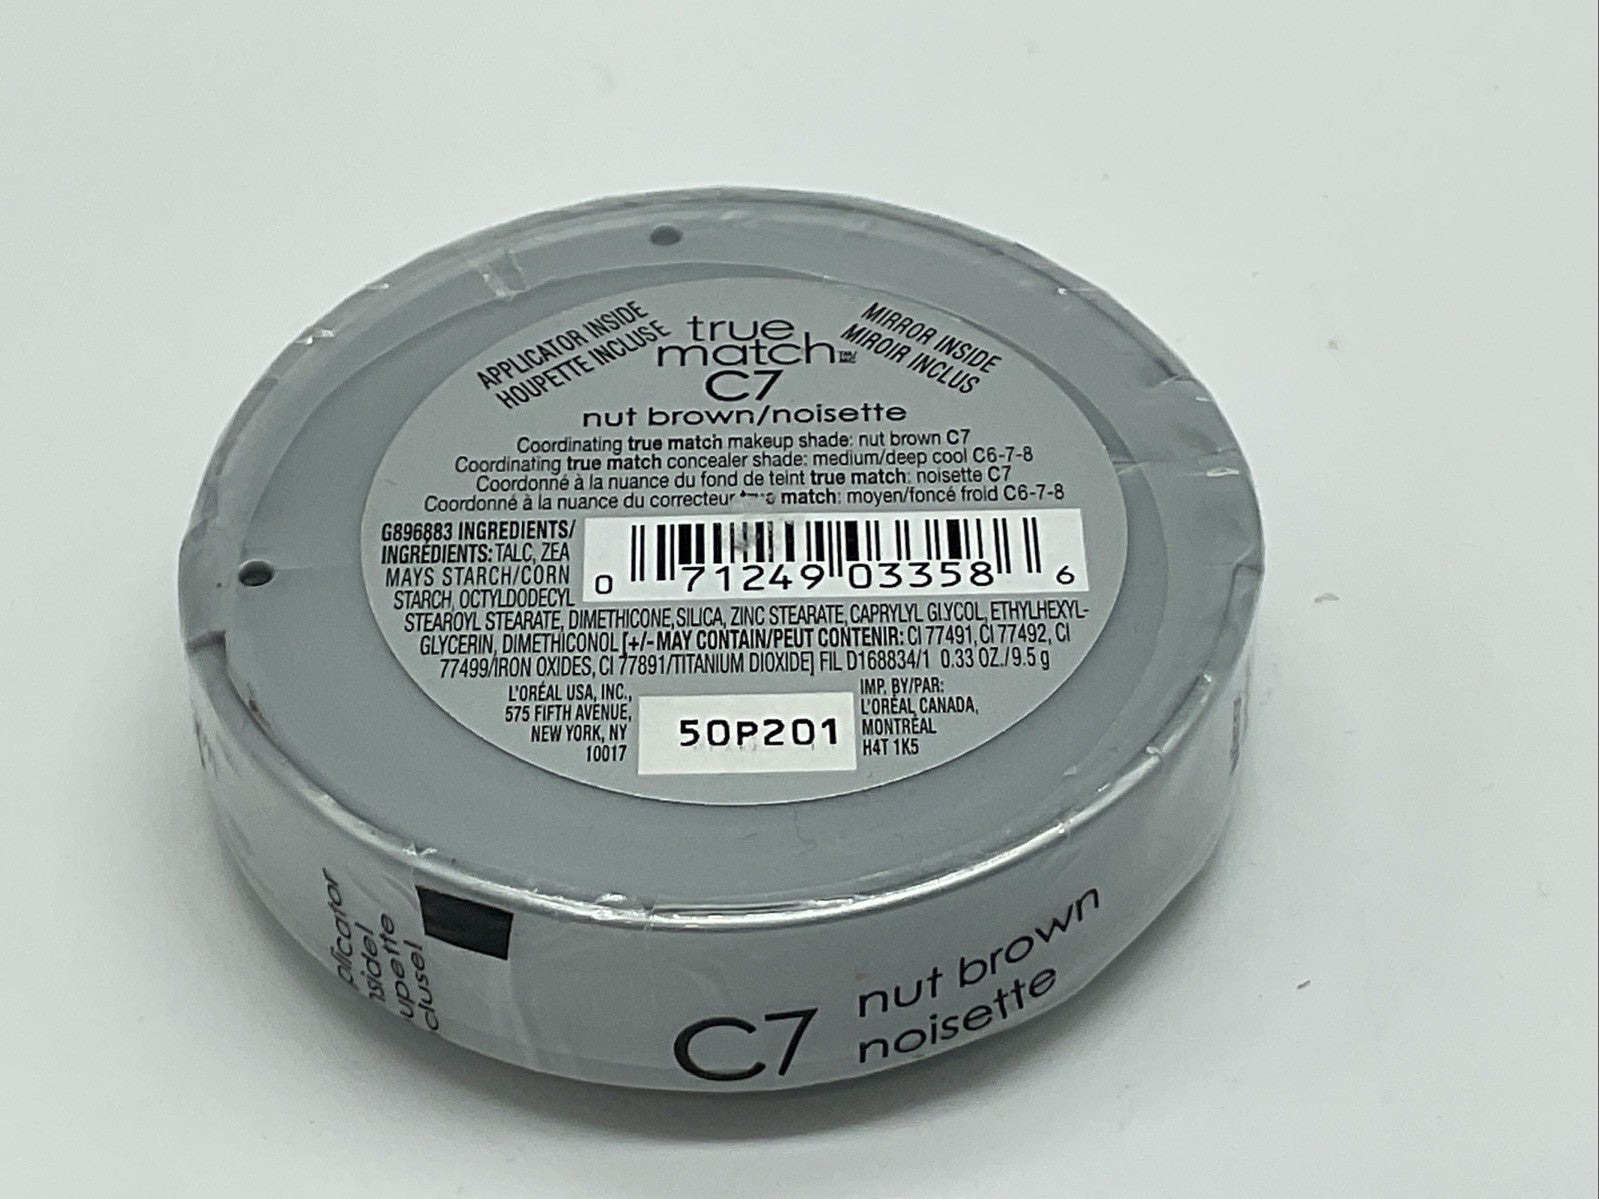 APPLICATOR INSIDE
HOUPETTE INCLUSE
true
match™/MC
C7
MIRROR INSIDE
MIROIR INCLUS
nut brown/noisette
Coordinating true match makeup shade: nut brown C7
Coordinating true match concealer shade: medium/deep cool C6-7-8
Coordonné à la nuance du fond de teint true match: noisette C7
Coordonné à la nuance du correcteur match: moyen/foncé froid C6-7-8
G896883 INGREDIENTS/
INGRÉDIENTS: TALC, ZEA
MAYS STARCH/CORN
STARCH, OCTYLDODECYL
0 71249 03358 6
STEAROYL STEARATE, DIMETHICONE, SILICA, ZINC STEARATE, CAPRYLYL GLYCOL, ETHYLHEXYL-
GLYCERIN, DIMETHICONOL [+/- MAY CONTAIN/PEUT CONTENIR: CI 77491, CI 77492, CI
77499/IRON OXIDES, CI 77891/TITANIUM DIOXIDE] FIL D168834/1 0.33 OZ./9.5 g
L'ORÉAL USA, INC.,
575 FIFTH AVENUE,
NEW YORK, NY
10017
50P201
IMP. BY/PAR:
L'ORÉAL CANADA,
MONTRÉAL
H4T 1K5
C7
nut brown
noisette